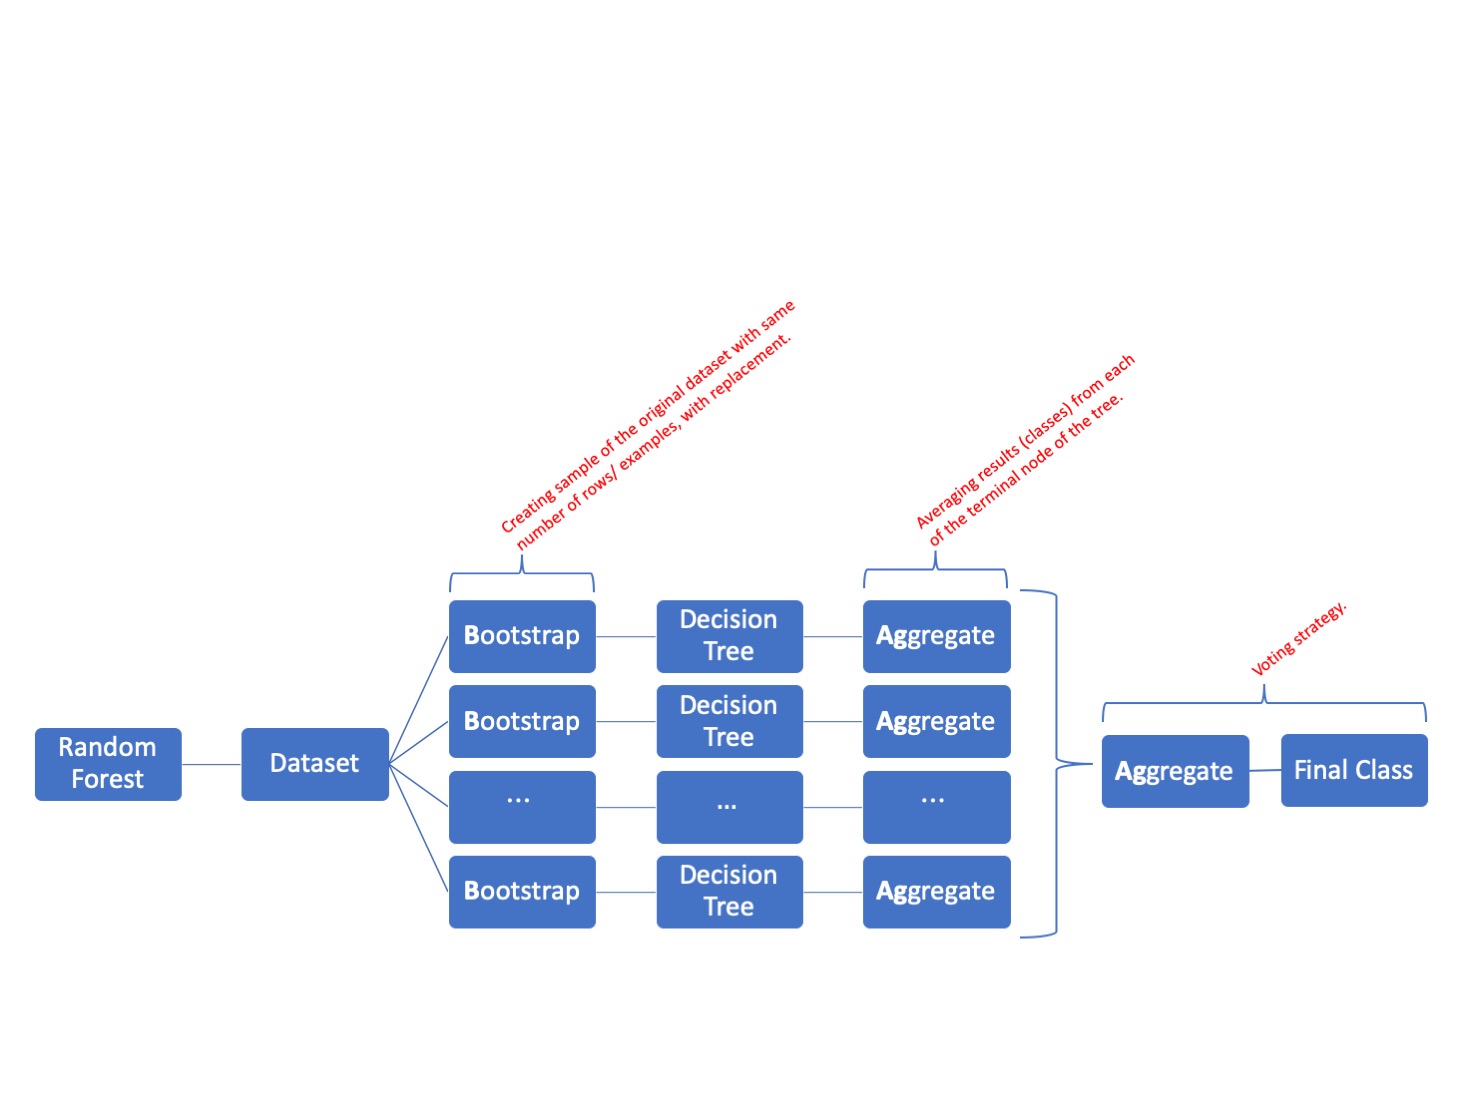 Creating sample of the original dataset with same
number of rows/ examples, with replacement.
Averaging results (classes) from each
of the terminal node of the tree.
Voting strategy.
Random
Forest
Dataset
Bootstrap
Decision
Tree
Aggregate
Bootstrap
Decision
Tree
Aggregate
...
...
...
Bootstrap
Decision
Tree
Aggregate
Aggregate
Final Class